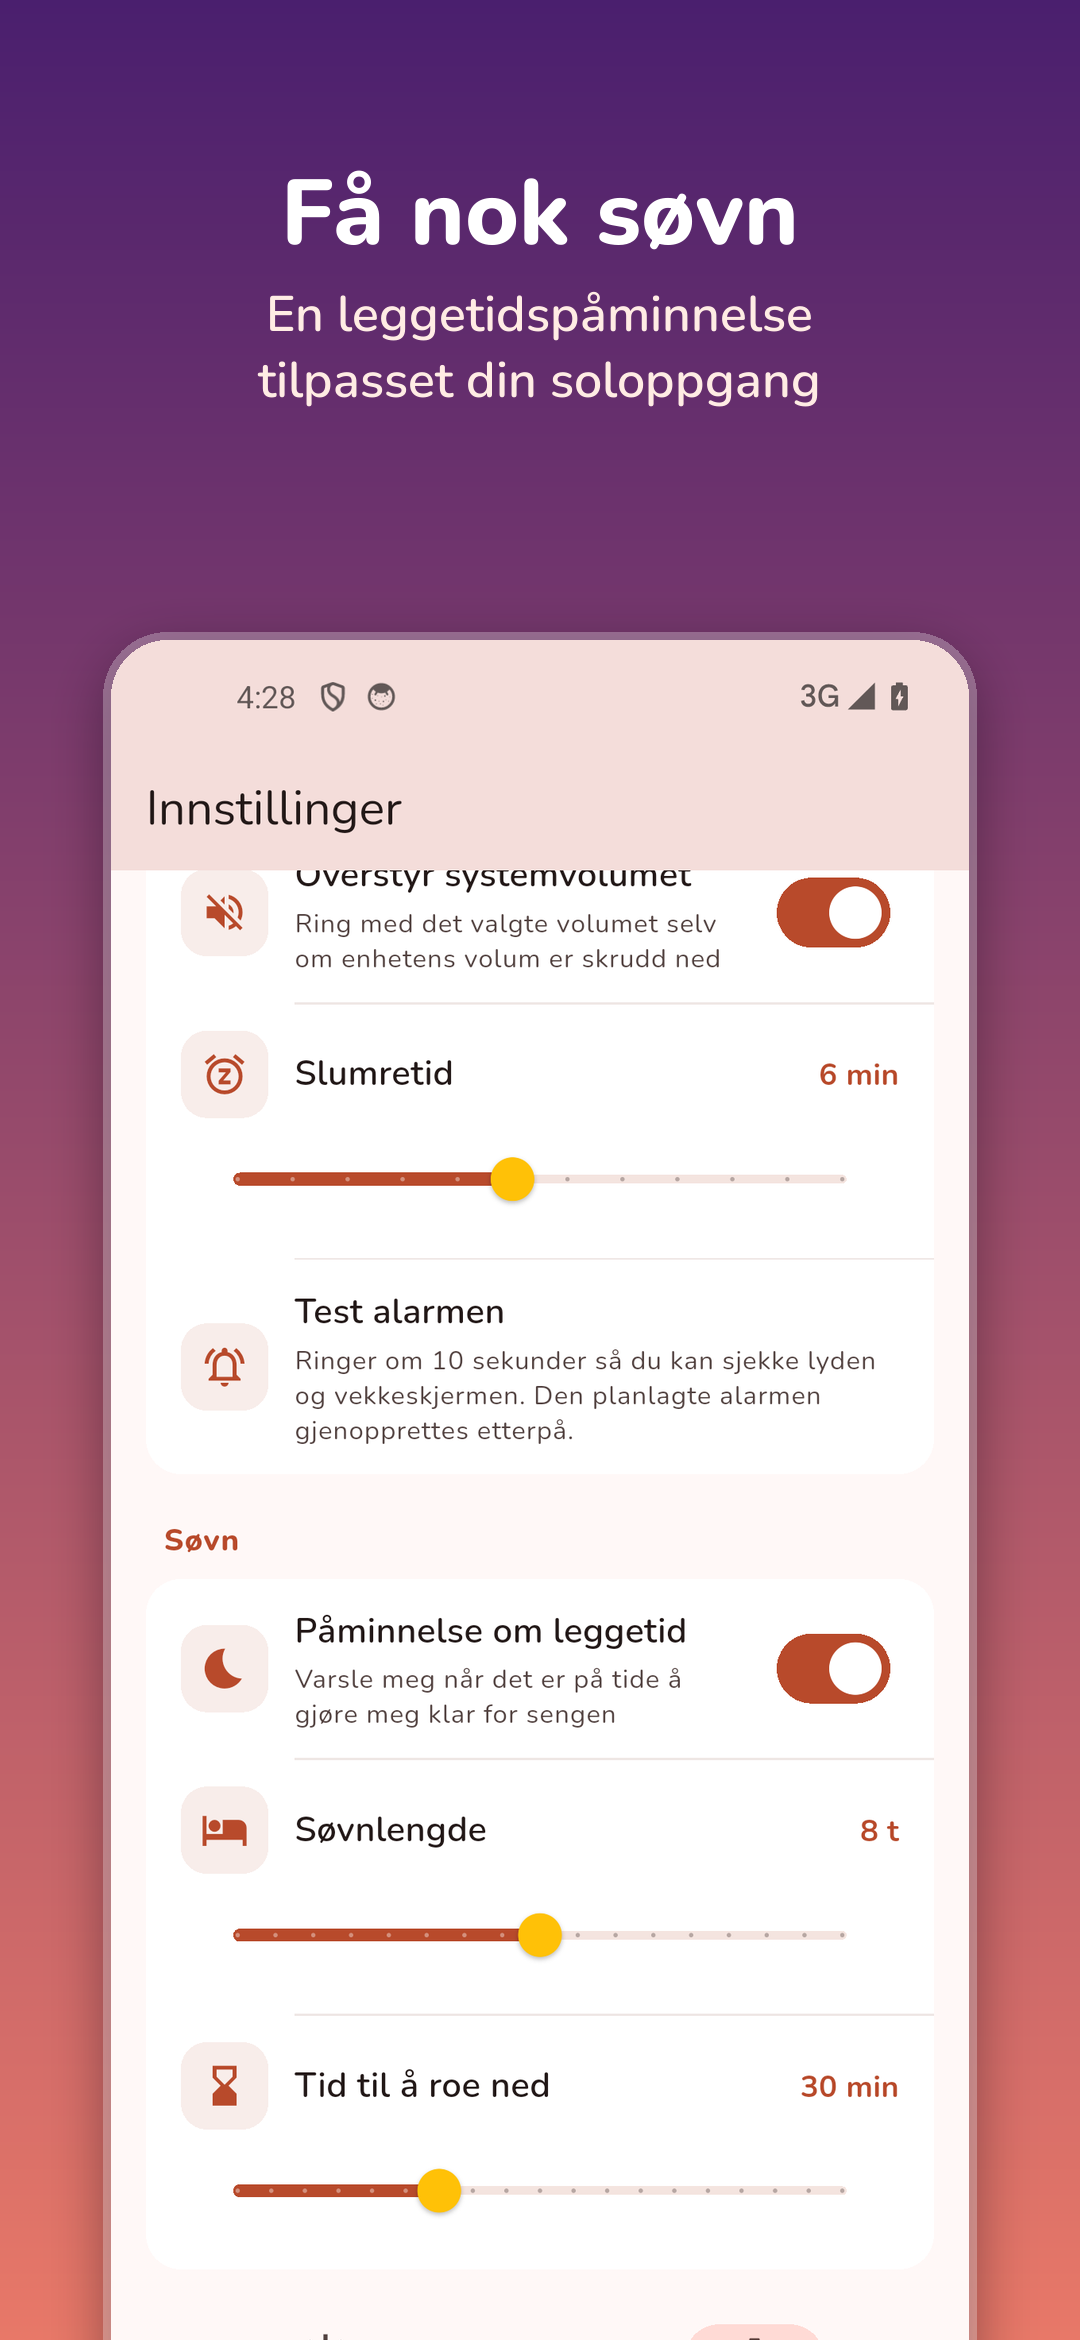 Få nok søvn
En leggetidspåminnelse
tilpasset din soloppgang
4:28
3G
Innstillinger
Overstyr systemvolumet
Ring med det valgte volumet selv
om enhetens volum er skrudd ned
Slumretid
6 min
Test alarmen
Ringer om 10 sekunder så du kan sjekke lyden
og vekkeskjermen. Den planlagte alarmen
gjenopprettes etterpå.
Søvn
Påminnelse om leggetid
Varsle meg når det er på tide å
gjøre meg klar for sengen
Søvnlengde
8 t
Tid til å roe ned
30 min